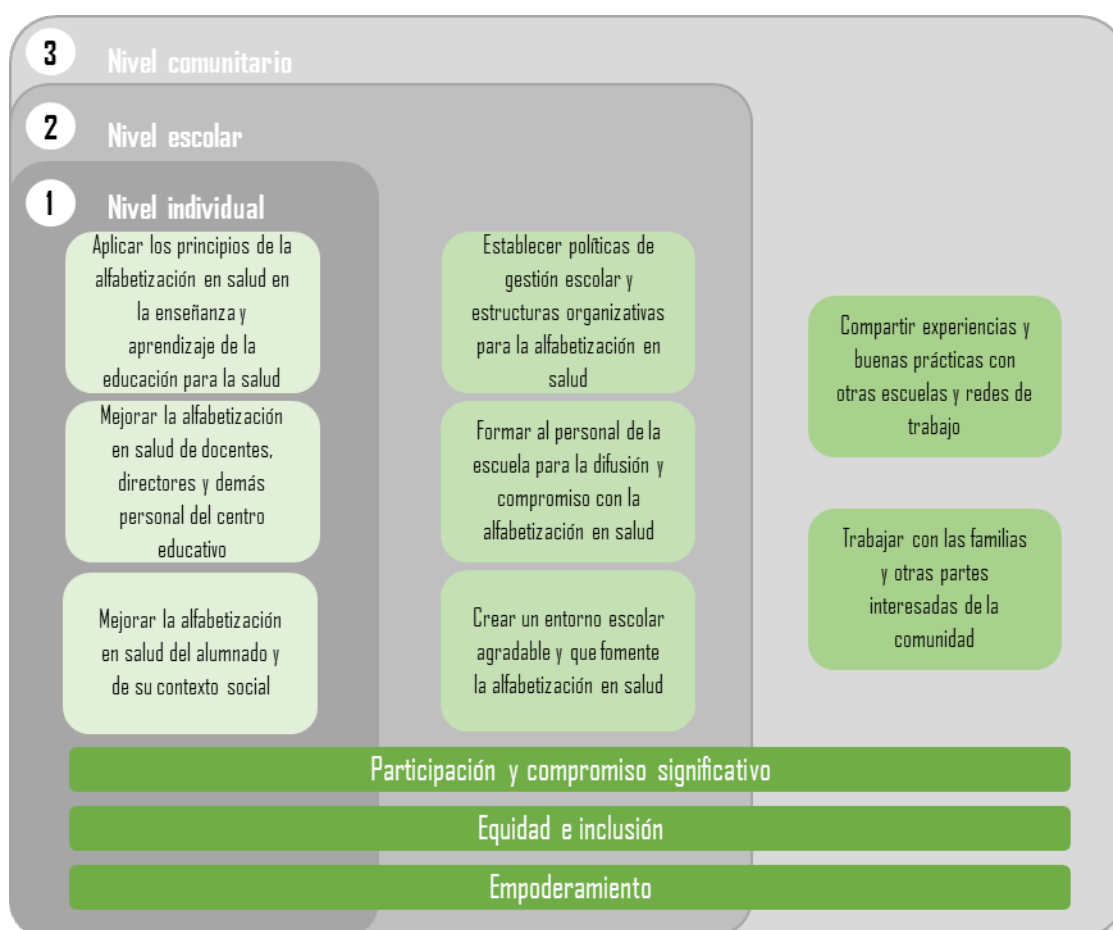 3
Nivel comunitario
2
Nivel escolar
1
Nivel individual
Aplicar los principios de la
alfabetización en salud en
la enseñanza y
aprendizaje de la
educación para la salud
Mejorar la alfabetización
en salud de docentes,
directores y demás
personal del centro
educativo
Mejorar la alfabetización
en salud del alumnado y
de su contexto social
Establecer políticas de
gestión escolar y
estructuras organizativas
para la alfabetización en
salud
Formar al personal de la
escuela para la difusión y
compromiso con la
alfabetización en salud
Crear un entorno escolar
agradable y que fomente
la alfabetización en salud
Compartir experiencias y
buenas prácticas con
otras escuelas y redes de
trabajo
Trabajar con las familias
y otras partes
interesadas de la
comunidad
Participación y compromiso significativo
Equidad e inclusión
Empoderamiento